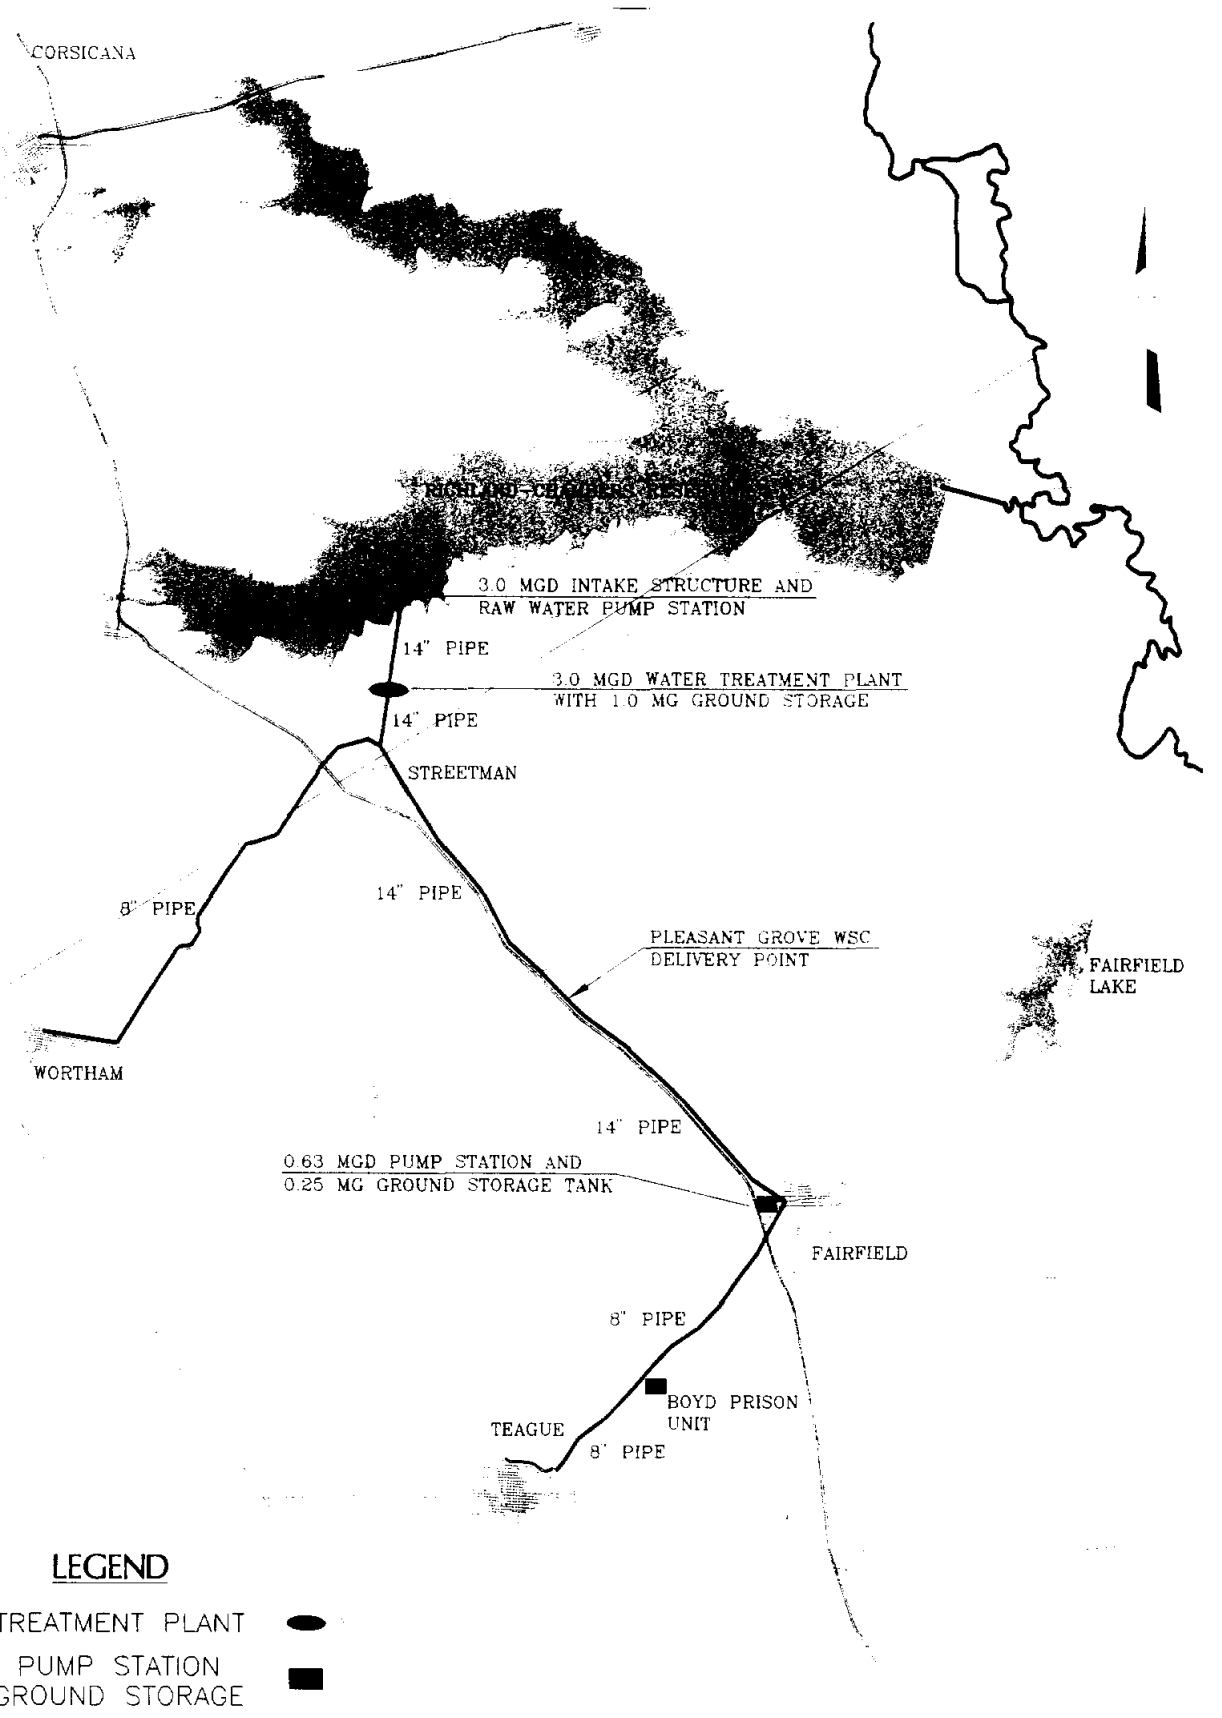 CORSICANA
RICHLAND-CHAMBERS
3.0 MGD INTAKE STRUCTURE AND
RAW WATER PUMP STATION
14" PIPE
3.0 MGD WATER TREATMENT PLANT
WITH 1.0 MG GROUND STORAGE
14" PIPE
STREETMAN
14" PIPE
8" PIPE
PLEASANT GROVE WSC
DELIVERY POINT
FAIRFIELD
LAKE
WORTHAM
14" PIPE
0.63 MGD PUMP STATION AND
0.25 MG GROUND STORAGE TANK
FAIRFIELD
8" PIPE
BOYD PRISON
UNIT
TEAGUE
8" PIPE
LEGEND
TREATMENT PLANT
PUMP STATION
GROUND STORAGE